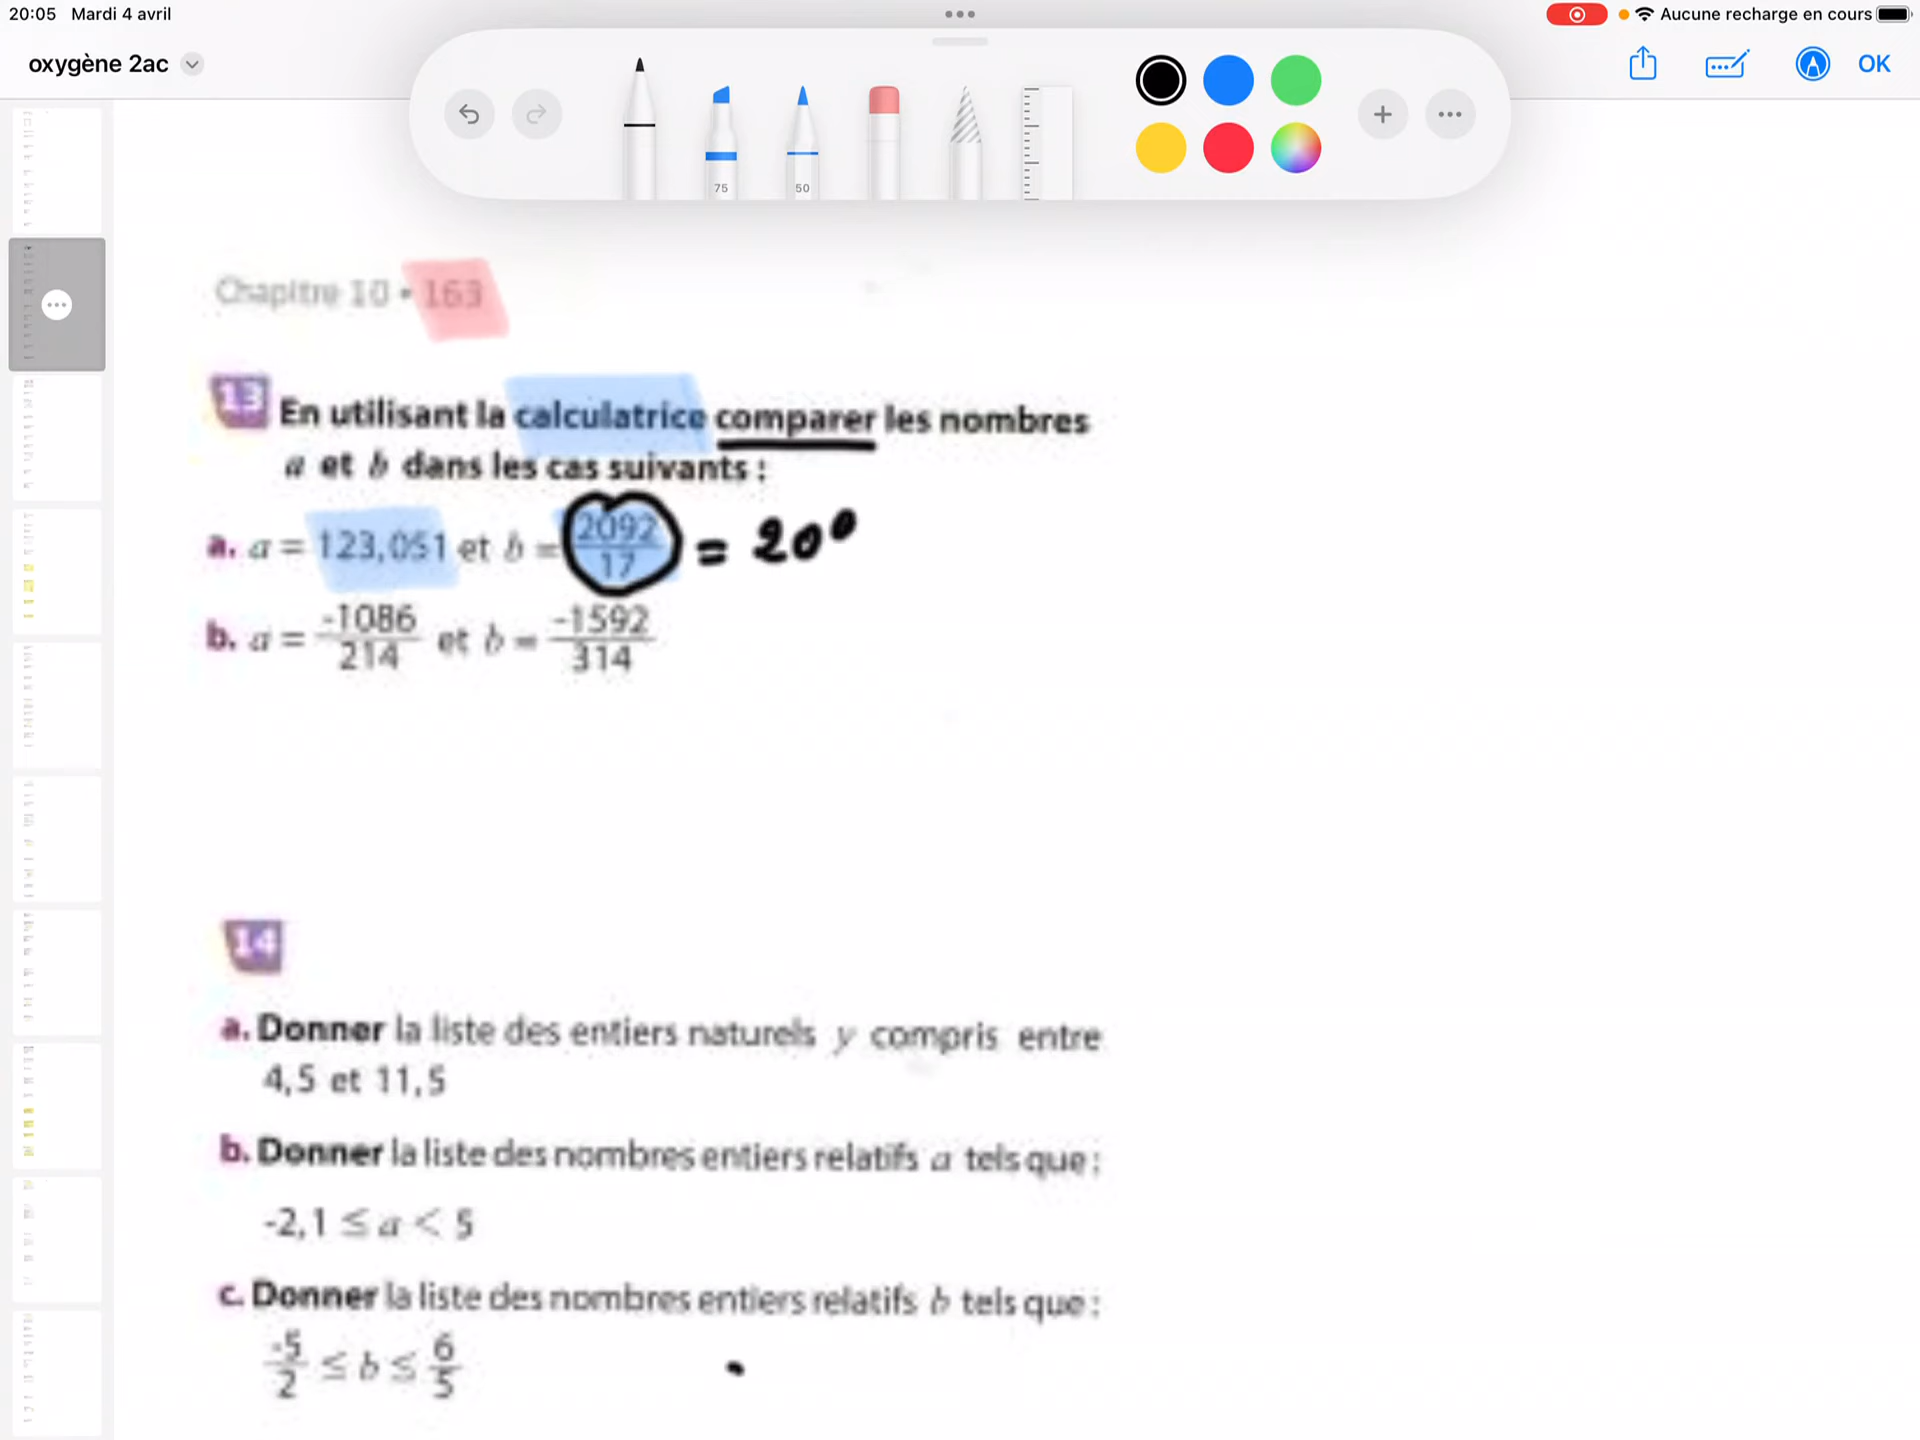 20:05 Mardi 4 avril
Aucune recharge en cours
oxygène 2ac
OK
75
50
Chapitre 10 • 163
13 En utilisant la calculatrice comparer les nombres
a et b dans les cas suivants :
a. a = 123,051 et b = 2092/17 = 20°
b. a = -1086/214 et b = -1592/314
14
a. Donner la liste des entiers naturels y compris entre
4,5 et 11,5
b. Donner la liste des nombres entiers relatifs a tels que :
-2,1 ≤ a < 5
c. Donner la liste des nombres entiers relatifs b tels que :
-5/2 ≤ b ≤ 6/5